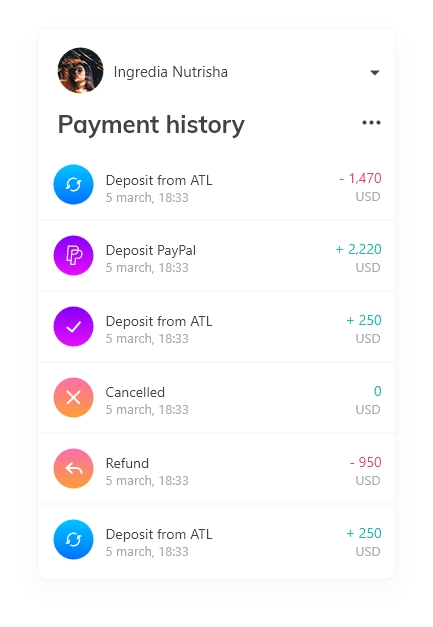 Ingredia Nutrisha
Payment history
Deposit from ATL - 1,470
5 march, 18:33 USD
Deposit PayPal + 2,220
5 march, 18:33 USD
Deposit from ATL + 250
5 march, 18:33 USD
Cancelled 0
5 march, 18:33 USD
Refund - 950
5 march, 18:33 USD
Deposit from ATL + 250
5 march, 18:33 USD